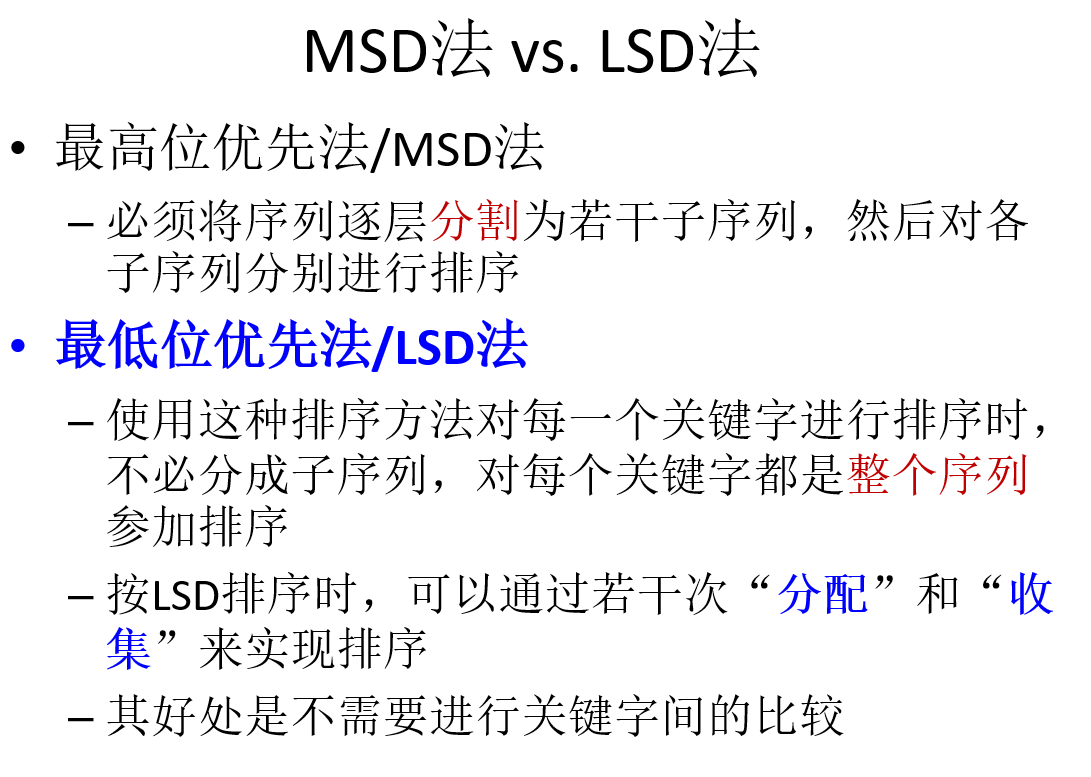 MSD法 vs. LSD法
• 最高位优先法/MSD法
– 必须将序列逐层分割为若干子序列，然后对各
子序列分别进行排序
• 最低位优先法/LSD法
– 使用这种排序方法对每一个关键字进行排序时，
不必分成子序列，对每个关键字都是整个序列
参加排序
– 按LSD排序时，可以通过若干次“分配”和“收
集”来实现排序
– 其好处是不需要进行关键字间的比较